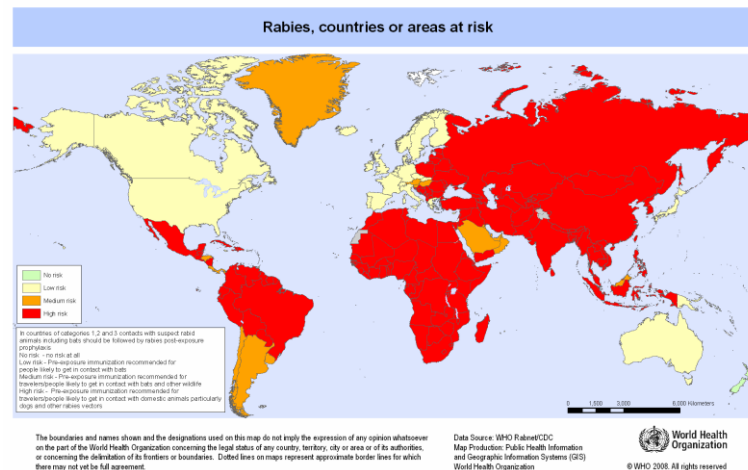 Rabies, countries or areas at risk
No risk
Low risk
Medium risk
High risk
In countries of categories 1,2 and 3 contacts with suspect rabid
animals including bats should be followed by rabies post-exposure
prophylaxis
No risk - no risk at all
Low risk - Pre-exposure immunization recommended for
people likely to get in contact with bats
Medium risk - Pre-exposure immunization recommended for
travelers/people likely to get in contact with bats and other wildlife
High risk - Pre-exposure immunization recommended for
travelers/people likely to get in contact with domestic animals particularly
dogs and other rabies vectors
0 1,500 3,000 6,000 Kilometers
The boundaries and names shown and the designations used on this map do not imply the expression of any opinion whatsoever
on the part of the World Health Organization concerning the legal status of any country, territory, city or area or of its authorities,
or concerning the delimitation of its frontiers or boundaries. Dotted lines on maps represent approximate border lines for which
there may not yet be full agreement.
Data Source: WHO Rabnet/CDC
Map Production: Public Health Information
and Geographic Information Systems (GIS)
World Health Organization
World Health
Organization
© WHO 2008. All rights reserved